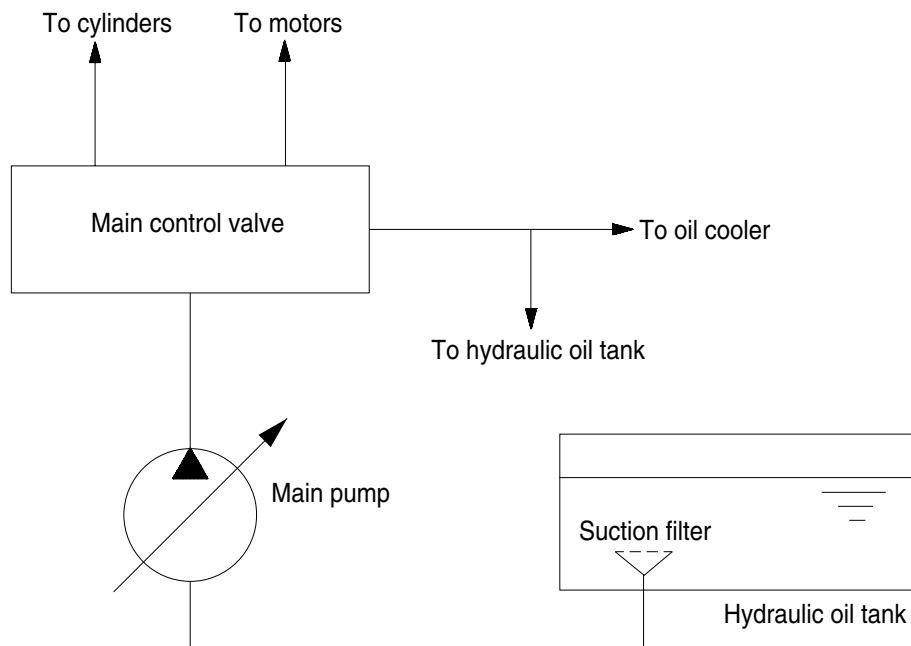 To cylinders
To motors
Main control valve
To oil cooler
To hydraulic oil tank
Main pump
Suction filter
Hydraulic oil tank